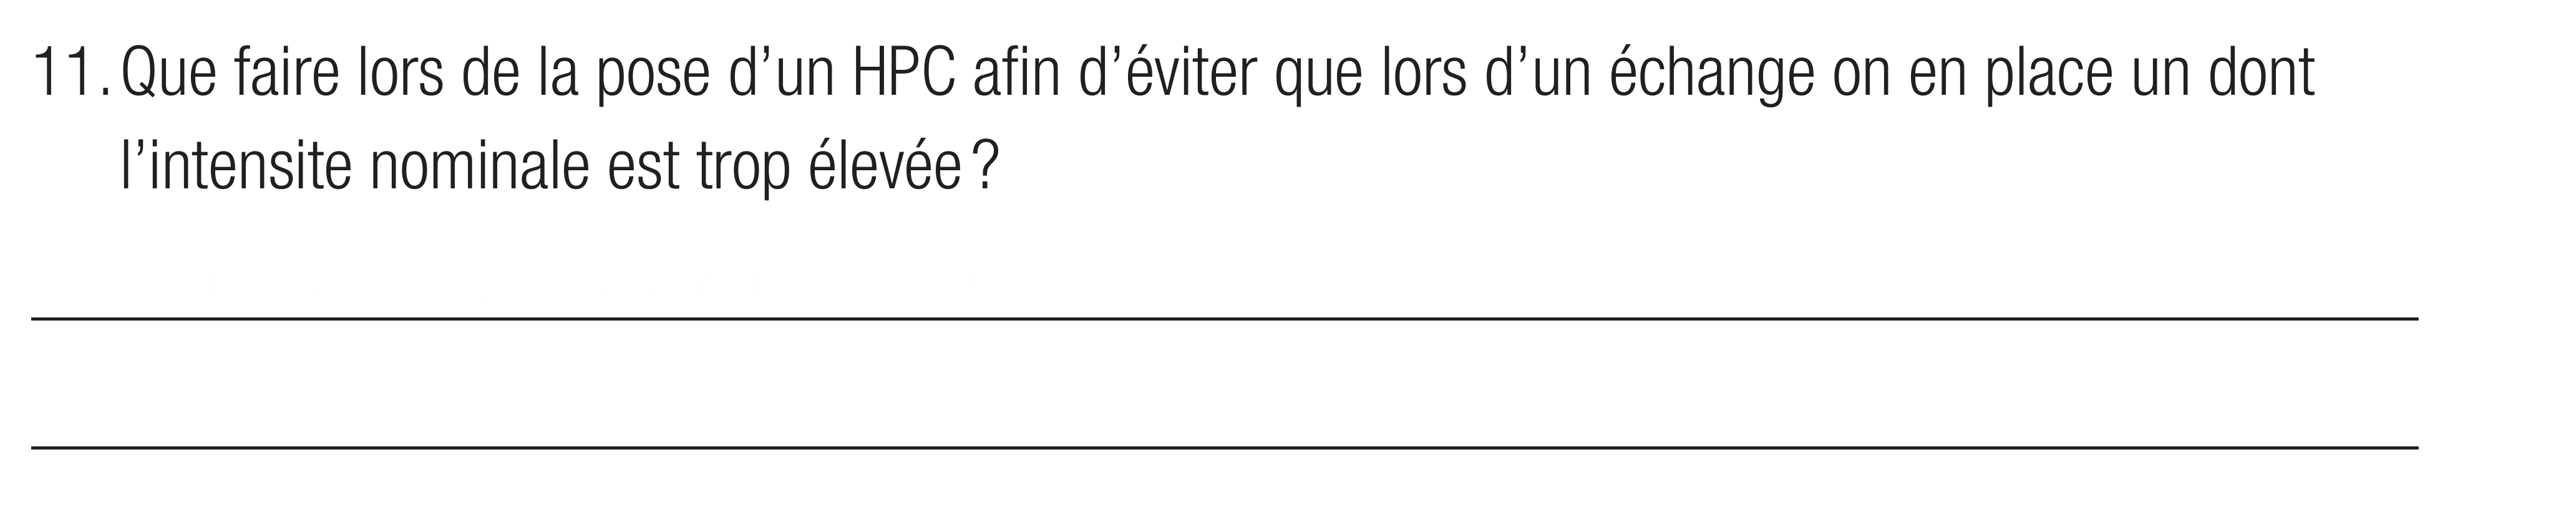 11. Que faire lors de la pose d’un HPC afin d’éviter que lors d’un échange on en place un dont
l’intensite nominale est trop élevée ?